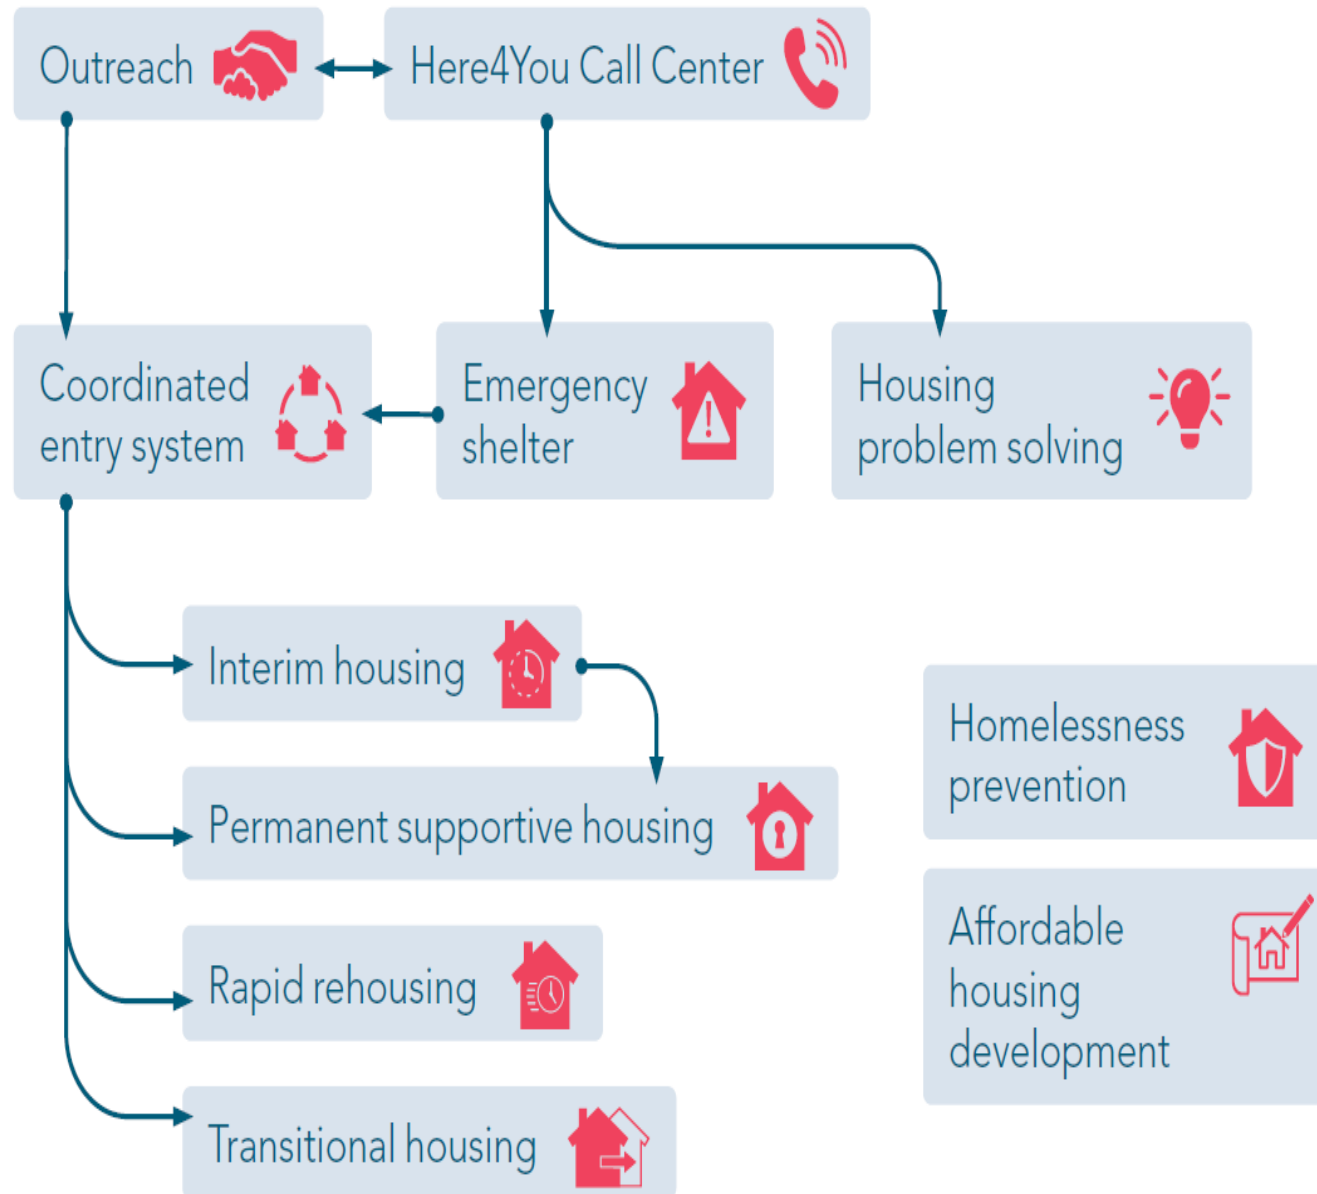 Outreach
Here4You Call Center
Coordinated
entry system
Emergency
shelter
Housing
problem solving
Interim housing
Permanent supportive housing
Rapid rehousing
Transitional housing
Homelessness
prevention
Affordable
housing
development